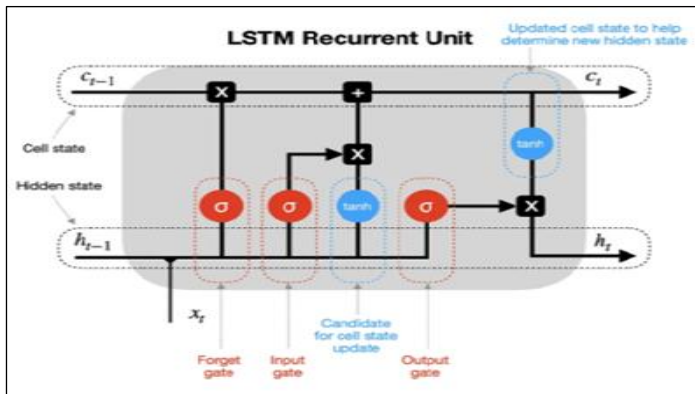 LSTM Recurrent Unit
Updated cell state to help
determine new hidden state
c_{t-1}
c_t
X
+
tanh
X
Cell state
Hidden state
σ
σ
tanh
σ
X
h_{t-1}
h_t
x_t
Forget
gate
Input
gate
Candidate
for cell state
update
Output
gate